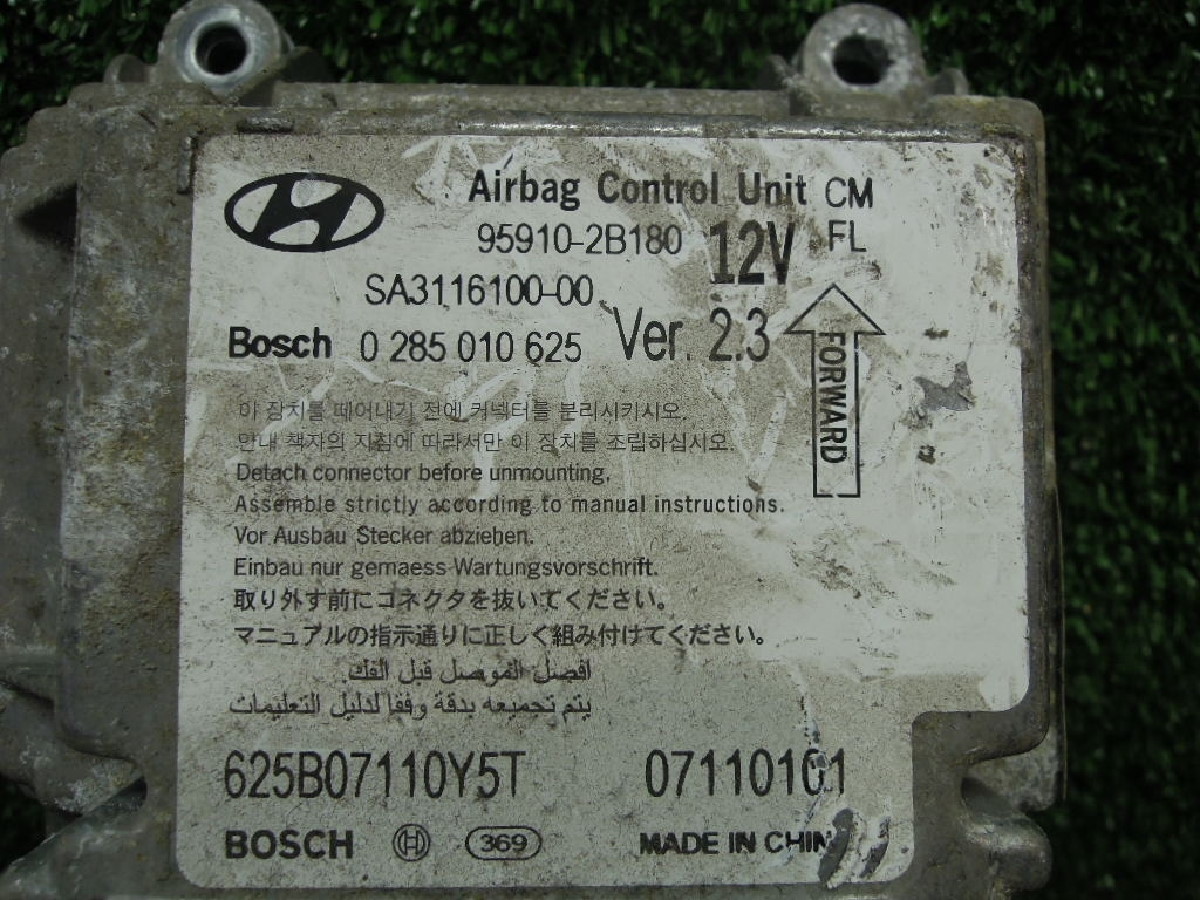 Airbag Control Unit CM
95910-2B180 12V FL
SA3116100-00
Bosch 0 285 010 625 Ver. 2.3
FORWARD
이 장치를 떼어내기 전에 커넥터를 분리시키시오.
안내 책자의 지침에 따라서만 이 장치를 조립하십시오.
Detach connector before unmounting,
Assemble strictly according to manual instructions.
Vor Ausbau Stecker abziehen.
Einbau nur gemaess Wartungsvorschrift.
取り外す前にコネクタを抜いてください。
マニュアルの指示通りに正しく組み付けてください。
افصل الموصل قبل الفك.
يتم تجميعه بدقة وفقا لدليل التعليمات
625B07110Y5T 07110101
BOSCH 369 MADE IN CHIN